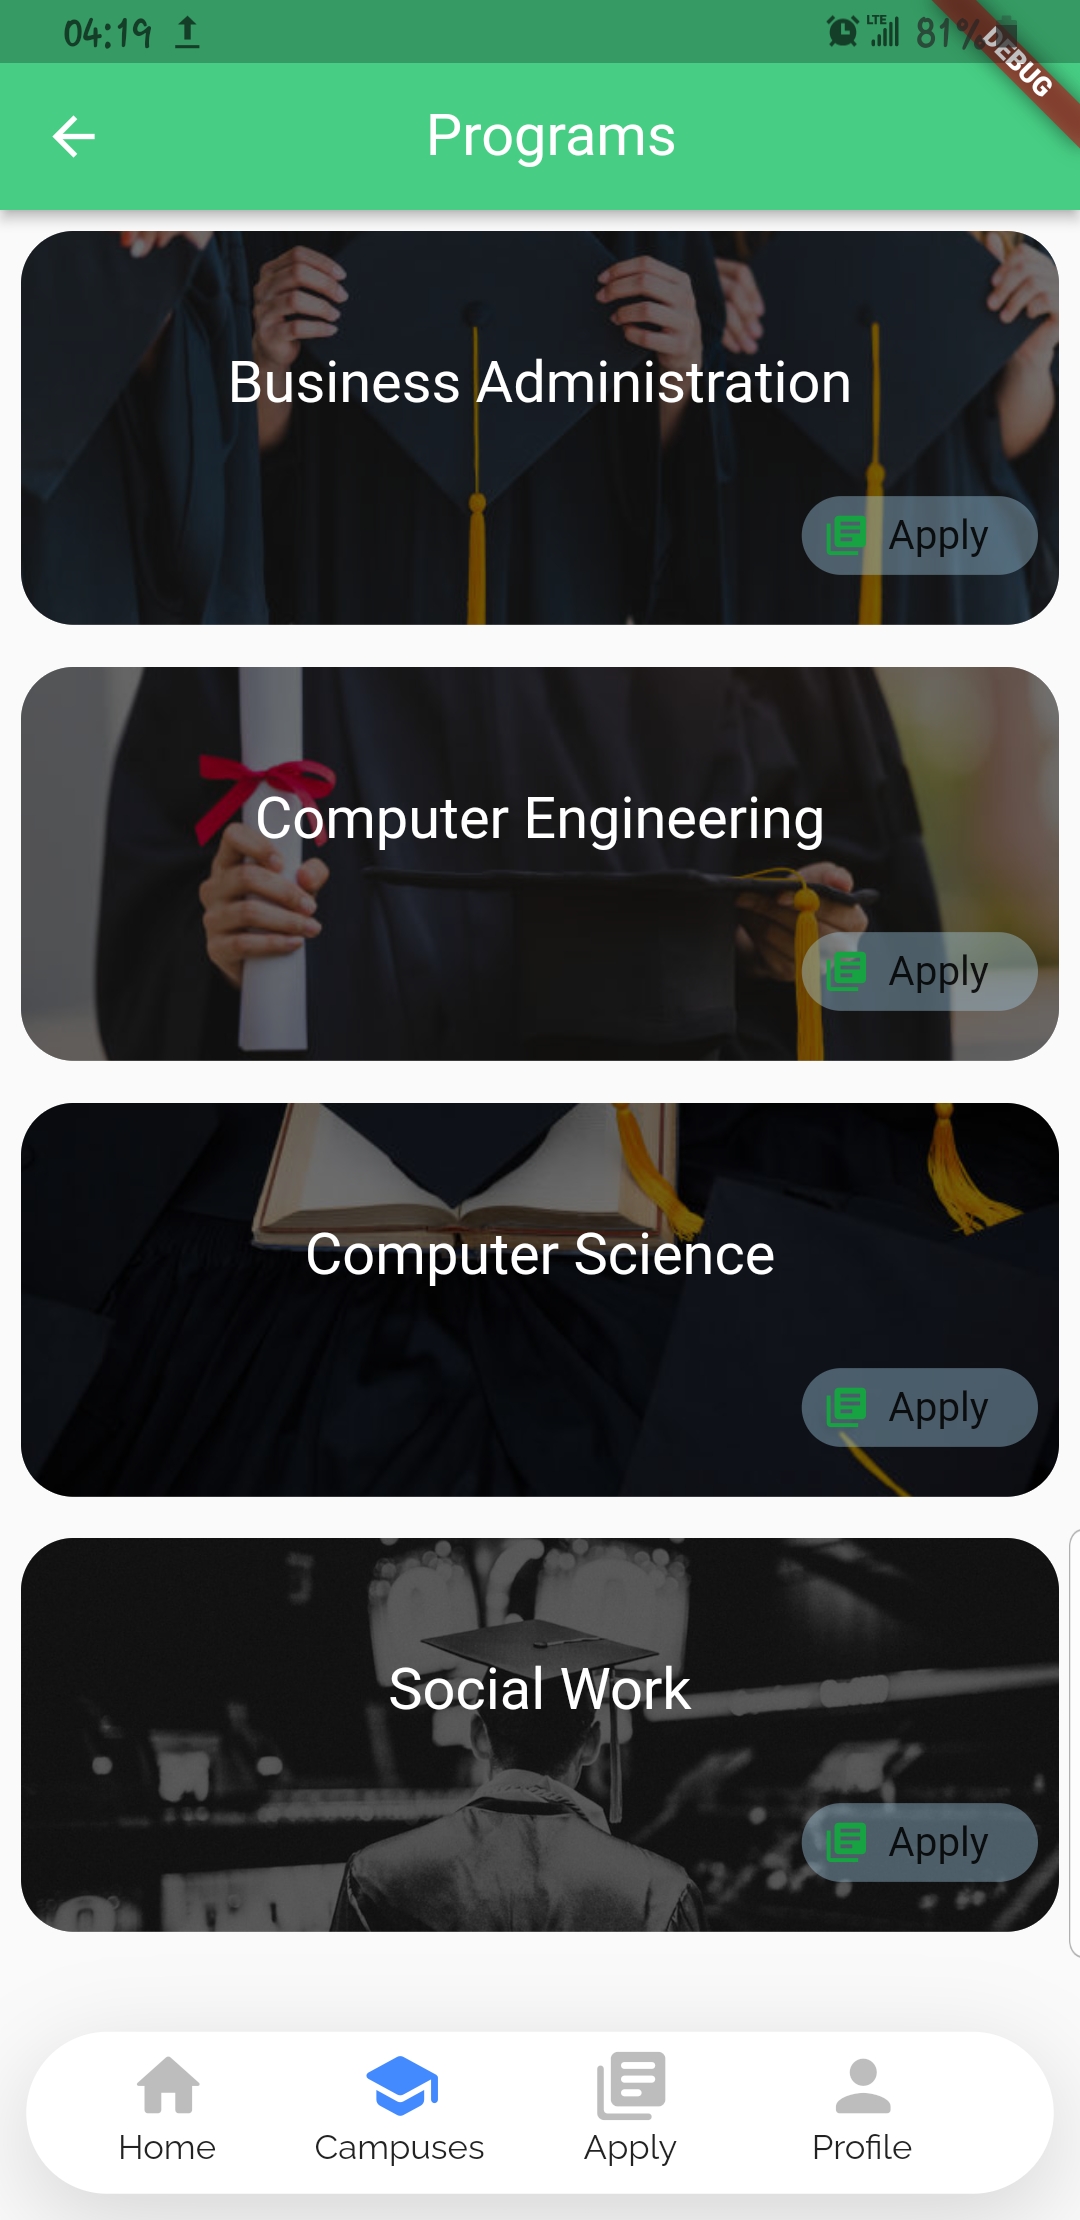 04:19 LTE 81%
DEBUG
Programs
Business Administration
Apply
Computer Engineering
Apply
Computer Science
Apply
Social Work
Apply
Home Campuses Apply Profile